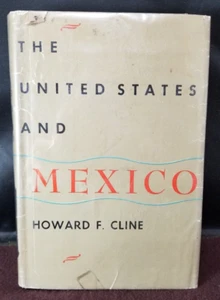 THE
UNITED STATES
AND
MEXICO
HOWARD F. CLINE